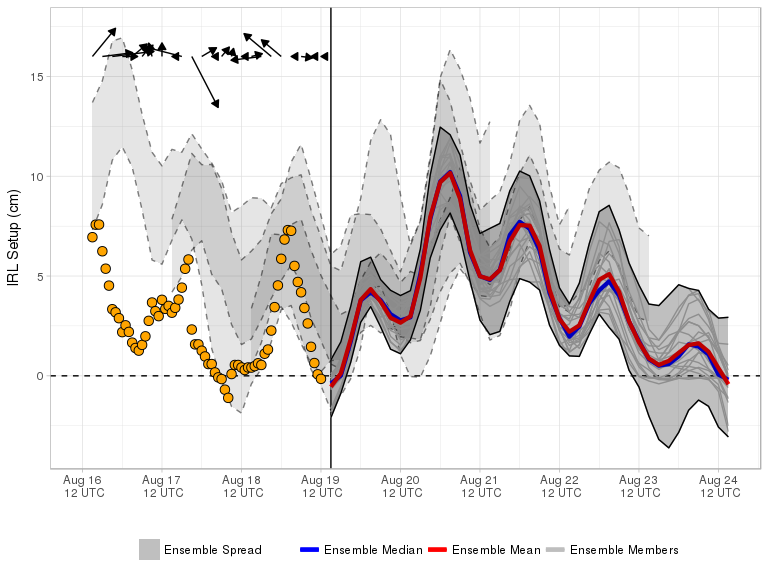 15
10
5
0
IRL Setup (cm)
Aug 16 Aug 17 Aug 18 Aug 19 Aug 20 Aug 21 Aug 22 Aug 23 Aug 24
12 UTC 12 UTC 12 UTC 12 UTC 12 UTC 12 UTC 12 UTC 12 UTC 12 UTC
Ensemble Spread Ensemble Median Ensemble Mean Ensemble Members